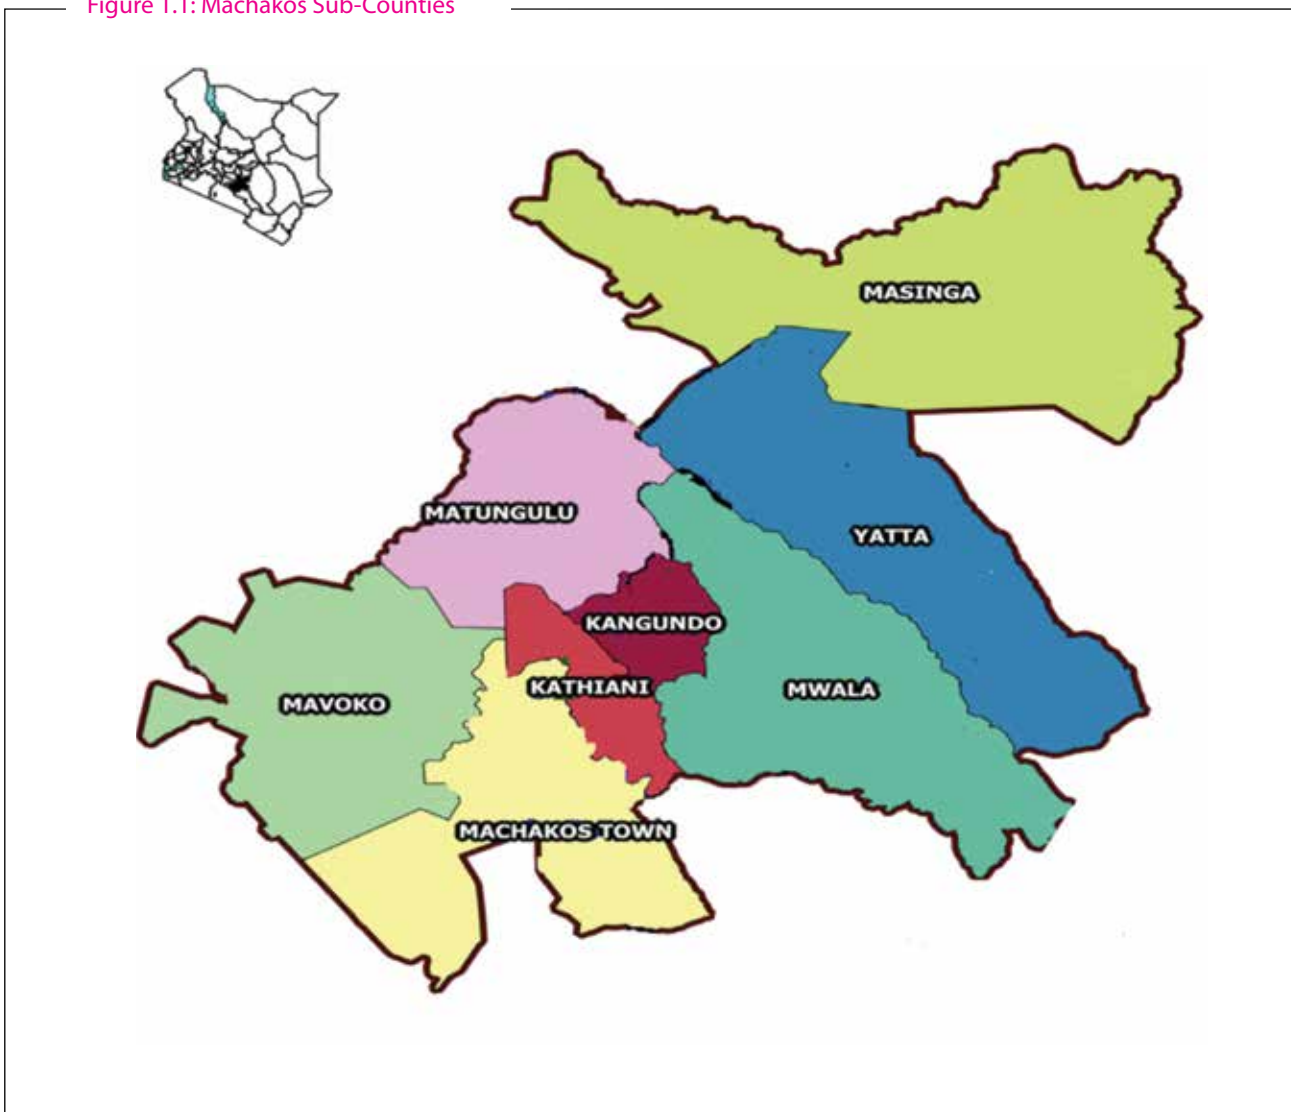 Figure 1.1: Machakos Sub-Counties
MASINGA
MATUNGULU
YATTA
KANGUNDO
KATHIANI
MWALA
MAVOKO
MACHAKOS TOWN